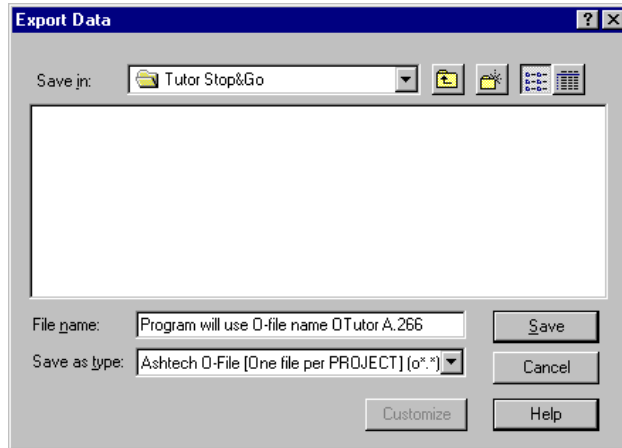 Export Data
Save in: Tutor Stop&Go
File name: Program will use O-file name OTutor A.266 Save
Save as type: Ashtech O-File [One file per PROJECT] (o*.*) Cancel
Customize Help